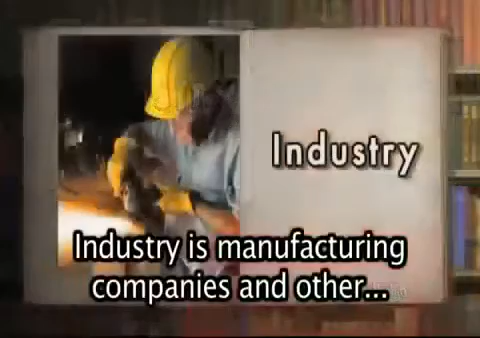 Industry
Industry is manufacturing
companies and other...